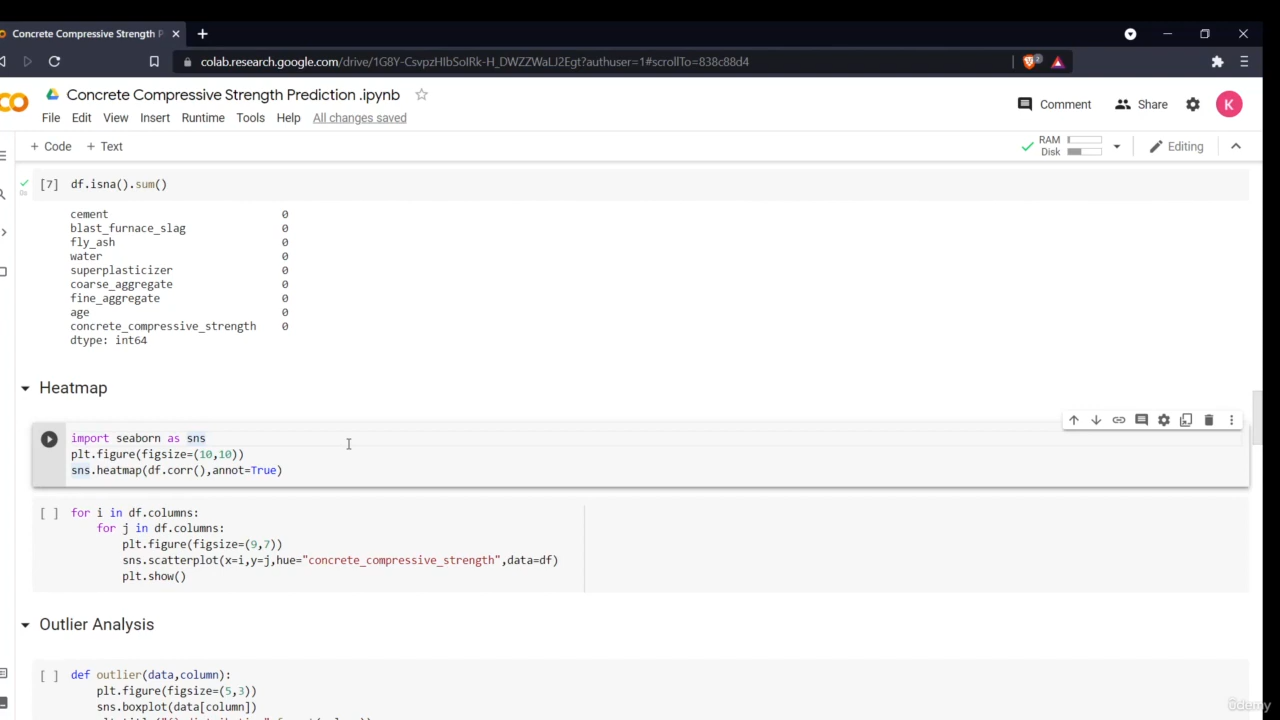 Concrete Compressive Strength P
colab.research.google.com/drive/1G8Y-CsvpzHIbSoIRk-H_DWZZWaLJ2Egt?authuser=1#scrollTo=838c88d4
2
CO Concrete Compressive Strength Prediction .ipynb
Comment Share K
File Edit View Insert Runtime Tools Help All changes saved
+ Code + Text RAM Disk Editing
[7] df.isna().sum()
0s
cement 0
blast_furnace_slag 0
fly_ash 0
water 0
superplasticizer 0
coarse_aggregate 0
fine_aggregate 0
age 0
concrete_compressive_strength 0
dtype: int64
Heatmap
import seaborn as sns
plt.figure(figsize=(10,10))
sns.heatmap(df.corr(),annot=True)
[ ] for i in df.columns:
for j in df.columns:
plt.figure(figsize=(9,7))
sns.scatterplot(x=i,y=j,hue="concrete_compressive_strength",data=df)
plt.show()
Outlier Analysis
[ ] def outlier(data,column):
plt.figure(figsize=(5,3))
sns.boxplot(data[column])
udemy